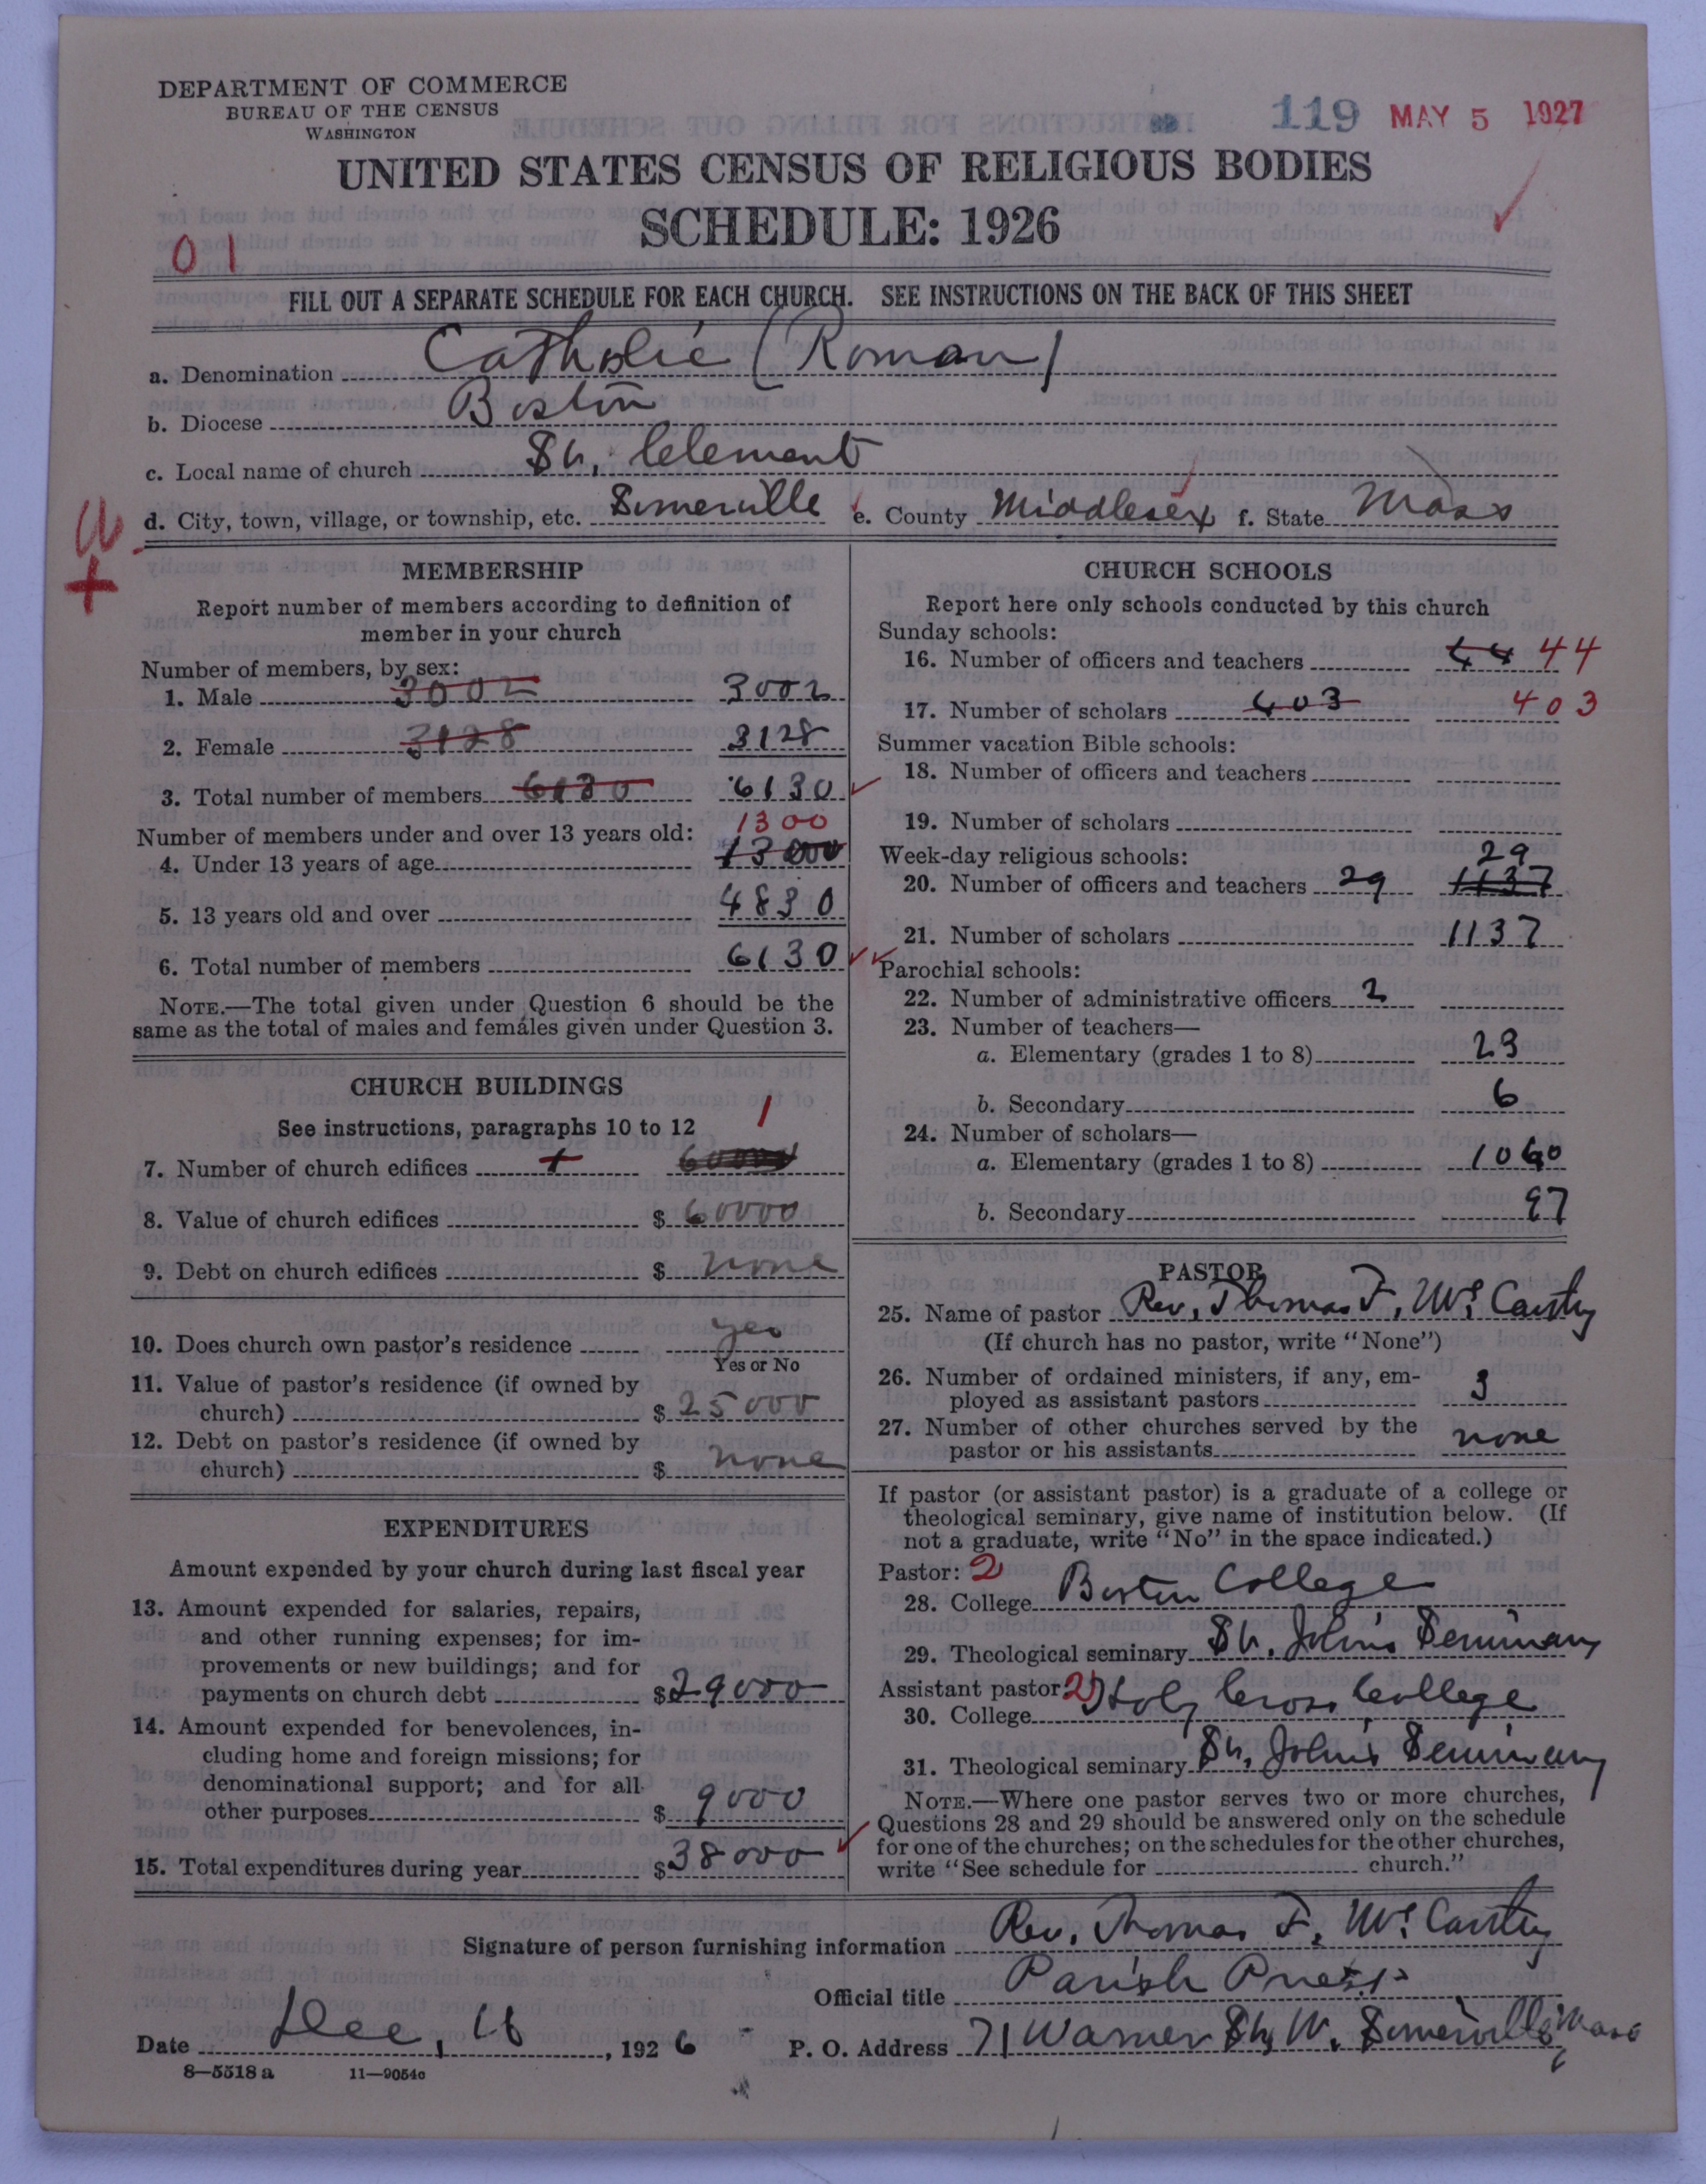 DEPARTMENT OF COMMERCE
BUREAU OF THE CENSUS
WASHINGTON
119 MAY 5 1927
UNITED STATES CENSUS OF RELIGIOUS BODIES
SCHEDULE: 1926
01
FILL OUT A SEPARATE SCHEDULE FOR EACH CHURCH. SEE INSTRUCTIONS ON THE BACK OF THIS SHEET
a. Denomination Catholic (Roman)
b. Diocese Boston
c. Local name of church St. Clement
d. City, town, village, or township, etc. Somerville e. County Middlesex f. State Mass
MEMBERSHIP
Report number of members according to definition of
member in your church
Number of members, by sex:
1. Male 3002 3002
2. Female 3128 3128
3. Total number of members 6130 6130
Number of members under and over 13 years old: 1300
4. Under 13 years of age 13000
5. 13 years old and over 4830
6. Total number of members 6130
NOTE.—The total given under Question 6 should be the
same as the total of males and females given under Question 3.
CHURCH BUILDINGS
See instructions, paragraphs 10 to 12 1
7. Number of church edifices
8. Value of church edifices $ 60000
9. Debt on church edifices $ none
10. Does church own pastor's residence yes
Yes or No
11. Value of pastor's residence (if owned by
church) $ 25000
12. Debt on pastor's residence (if owned by
church) $ none
EXPENDITURES
Amount expended by your church during last fiscal year
13. Amount expended for salaries, repairs,
and other running expenses; for im-
provements or new buildings; and for
payments on church debt $ 29000
14. Amount expended for benevolences, in-
cluding home and foreign missions; for
denominational support; and for all
other purposes $ 9000
15. Total expenditures during year $ 38000
CHURCH SCHOOLS
Report here only schools conducted by this church
Sunday schools:
16. Number of officers and teachers 44 44
17. Number of scholars 403 403
Summer vacation Bible schools:
18. Number of officers and teachers
19. Number of scholars
Week-day religious schools: 29
20. Number of officers and teachers 29 1137
21. Number of scholars 1137
Parochial schools:
22. Number of administrative officers 2
23. Number of teachers—
a. Elementary (grades 1 to 8) 23
b. Secondary 6
24. Number of scholars—
a. Elementary (grades 1 to 8) 1040
b. Secondary 97
PASTOR
25. Name of pastor Rev. Thomas F. McCarthy
(If church has no pastor, write "None")
26. Number of ordained ministers, if any, em-
ployed as assistant pastors 3
27. Number of other churches served by the
pastor or his assistants none
If pastor (or assistant pastor) is a graduate of a college or
theological seminary, give name of institution below. (If
not a graduate, write "No" in the space indicated.)
Pastor: 2
28. College Boston College
29. Theological seminary St. John's Seminary
Assistant pastor: 2
30. College Holy Cross College
31. Theological seminary St. John's Seminary
NOTE.—Where one pastor serves two or more churches,
Questions 28 and 29 should be answered only on the schedule
for one of the churches; on the schedules for the other churches,
write "See schedule for church."
Signature of person furnishing information Rev. Thomas F. McCarthy
Official title Parish Priest
Date Dec. 16, 1926 P. O. Address 71 Warner St. W. Somerville Mass
8—5518 a 11—9054c